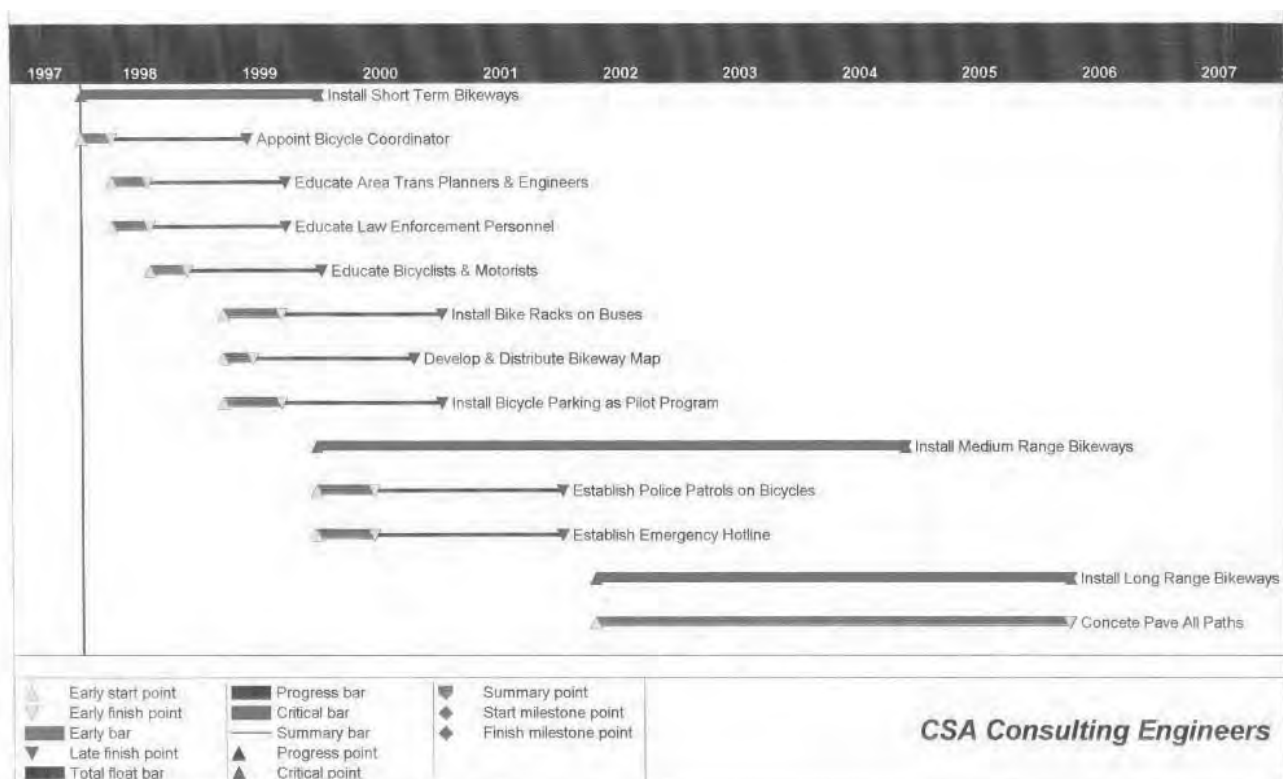 1997 1998 1999 2000 2001 2002 2003 2004 2005 2006 2007
Install Short Term Bikeways
Appoint Bicycle Coordinator
Educate Area Trans Planners & Engineers
Educate Law Enforcement Personnel
Educate Bicyclists & Motorists
Install Bike Racks on Buses
Develop & Distribute Bikeway Map
Install Bicycle Parking as Pilot Program
Install Medium Range Bikeways
Establish Police Patrols on Bicycles
Establish Emergency Hotline
Install Long Range Bikeways
Concete Pave All Paths
Early start point
Early finish point
Early bar
Late finish point
Total float bar
Progress bar
Critical bar
Summary bar
Progress point
Critical point
Summary point
Start milestone point
Finish milestone point
CSA Consulting Engineers